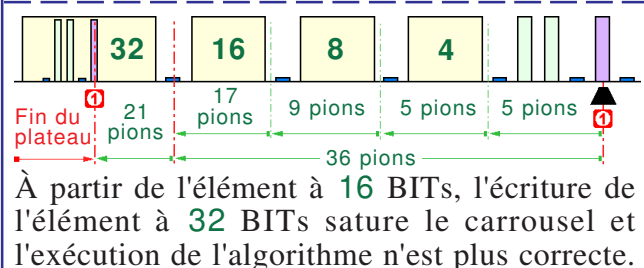 32 16 8 4
1 21 pions 17 pions 9 pions 5 pions 5 pions 1
Fin du plateau
36 pions
À partir de l'élément à 16 BITs, l'écriture de
l'élément à 32 BITs sature le carrousel et
l'exécution de l'algorithme n'est plus correcte.